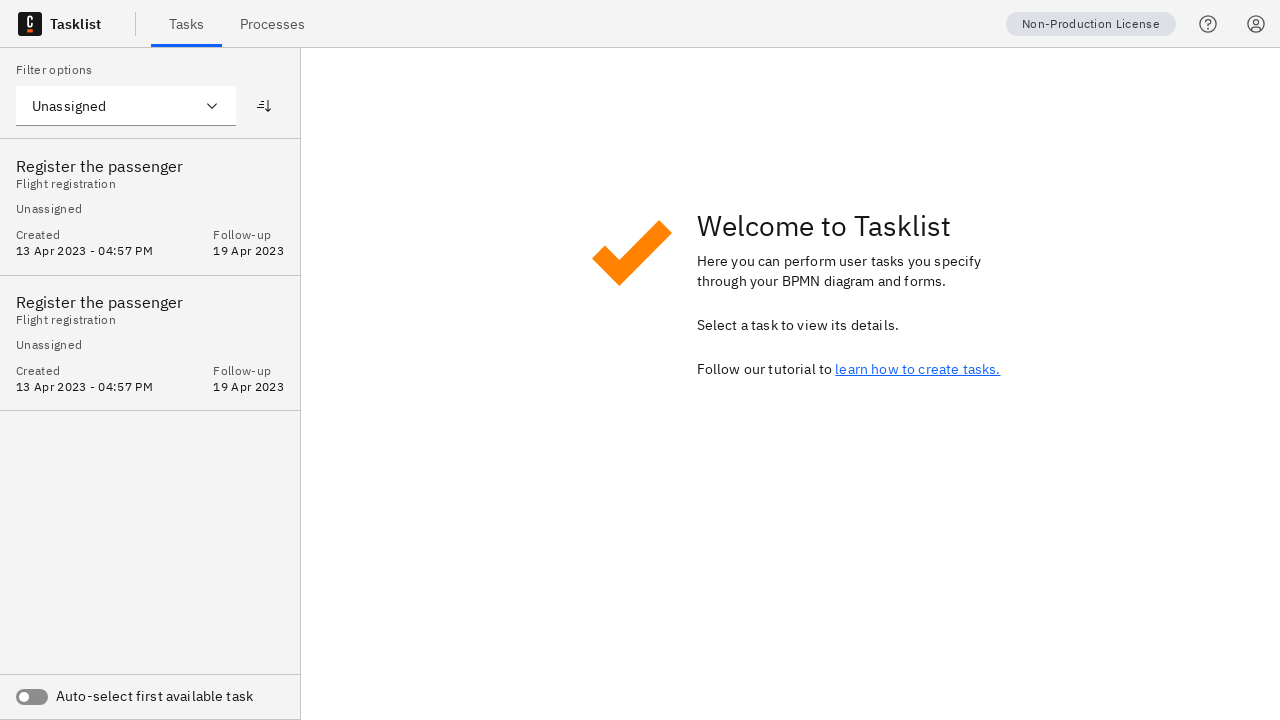 Tasklist
Tasks
Processes
Non-Production License
Filter options
Unassigned
Register the passenger
Flight registration
Unassigned
Created
Follow-up
13 Apr 2023 - 04:57 PM
19 Apr 2023
Register the passenger
Flight registration
Unassigned
Created
Follow-up
13 Apr 2023 - 04:57 PM
19 Apr 2023
Auto-select first available task
Welcome to Tasklist
Here you can perform user tasks you specify
through your BPMN diagram and forms.
Select a task to view its details.
Follow our tutorial to learn how to create tasks.